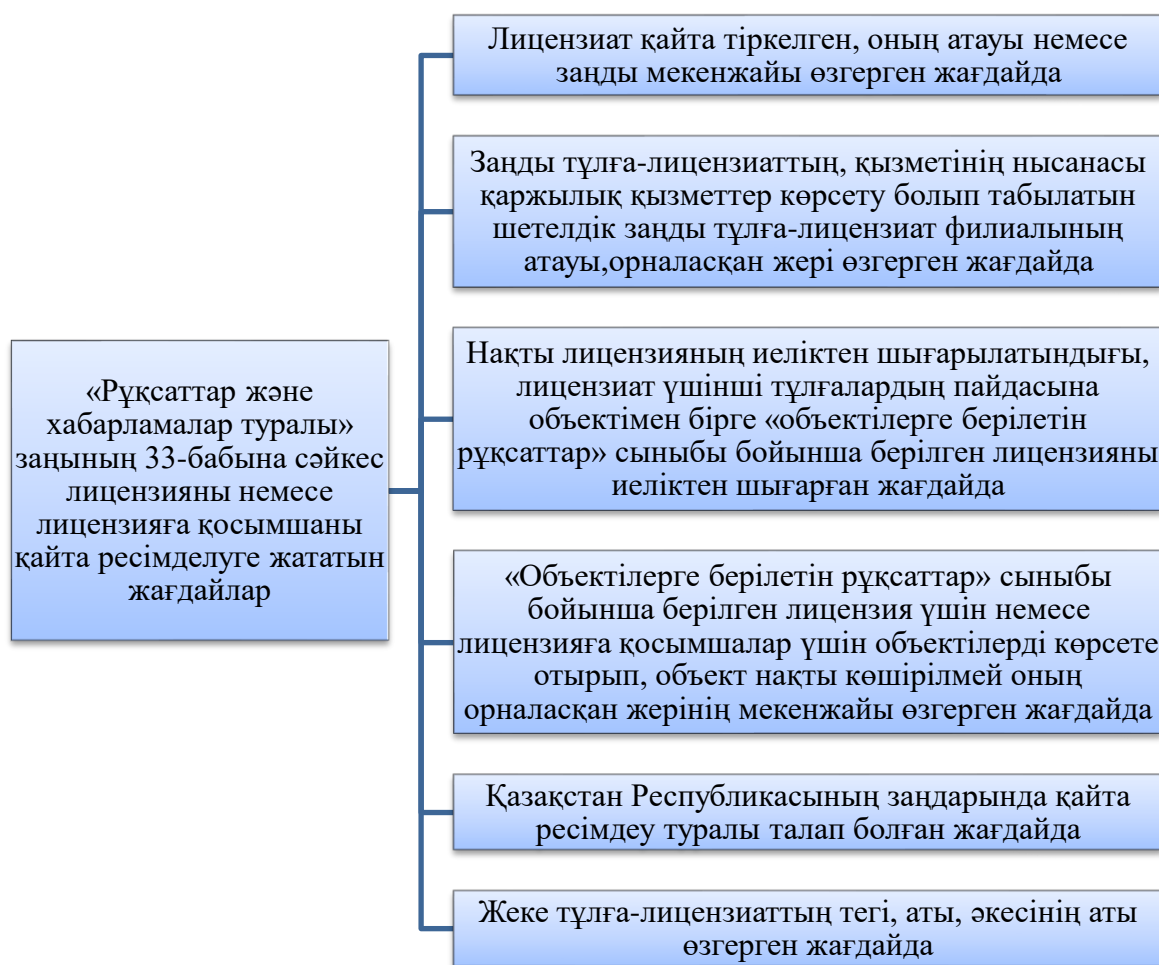 «Рұқсаттар және
хабарламалар туралы»
заңының 33-бабына сәйкес
лицензияны немесе
лицензияға қосымшаны
қайта ресімделуге жататын
жағдайлар
Лицензиат қайта тіркелген, оның атауы немесе
заңды мекенжайы өзгерген жағдайда
Заңды тұлға-лицензиаттың, қызметінің нысанасы
қаржылық қызметтер көрсету болып табылатын
шетелдік заңды тұлға-лицензиат филиалының
атауы,орналасқан жері өзгерген жағдайда
Нақты лицензияның иеліктен шығарылатындығы,
лицензиат үшінші тұлғалардың пайдасына
объектімен бірге «объектілерге берілетін
рұқсаттар» сыныбы бойынша берілген лицензияны
иеліктен шығарған жағдайда
«Объектілерге берілетін рұқсаттар» сыныбы
бойынша берілген лицензия үшін немесе
лицензияға қосымшалар үшін объектілерді көрсете
отырып, объект нақты көшірілмей оның
орналасқан жерінің мекенжайы өзгерген жағдайда
Қазақстан Республикасының заңдарында қайта
ресімдеу туралы талап болған жағдайда
Жеке тұлға-лицензиаттың тегі, аты, әкесінің аты
өзгерген жағдайда